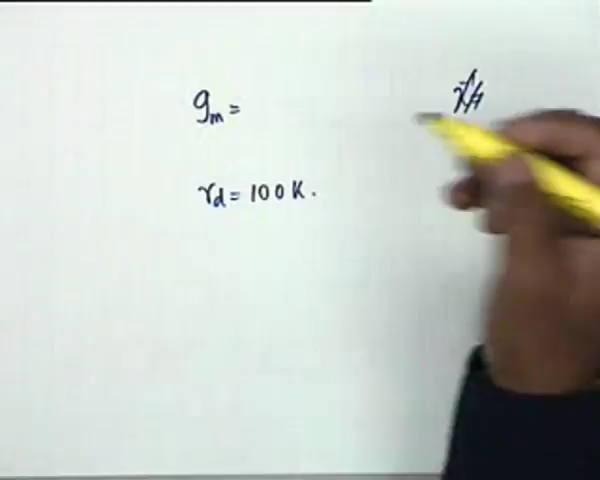 gm =
rd = 100 K.